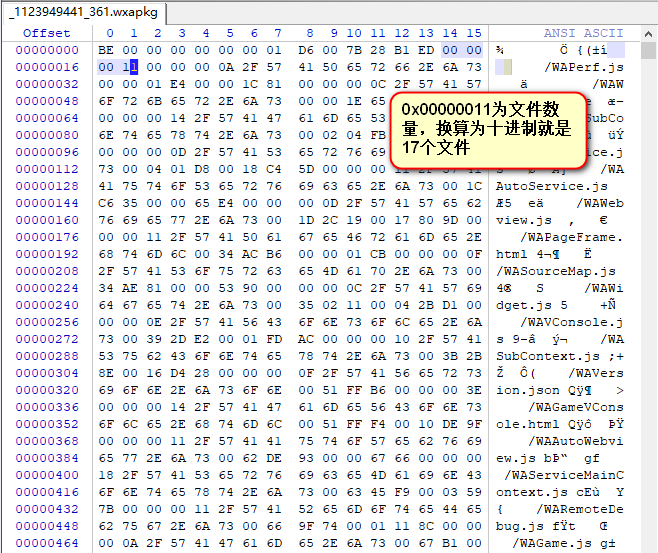 _1123949441_361.wxapkg
Offset 0 1 2 3 4 5 6 7 8 9 10 11 12 13 14 15 ANSI ASCII
00000000 BE 00 00 00 00 00 00 01 D6 00 7B 28 B1 ED 00 00 ¾ Ö {(±í
00000016 00 11 00 00 00 0A 2F 57 41 50 65 72 66 2E 6A 73 /WAPerf.js
00000032 00 00 01 E4 00 00 1C 81 00 00 00 0C 2F 57 41 57 ä /WAW
00000048 6F 72 6B 65 72 2E 6A 73 00 00 1E 65 e æ–
00000064 00 00 00 14 2F 57 41 47 61 6D 65 53 SubCo
00000080 6E 74 65 78 74 2E 6A 73 00 02 04 FB û üÝ
00000096 00 00 00 0D 2F 57 41 53 65 72 76 69 ice.j
0x00000011为文件数
量，换算为十进制就是
17个文件
00000112 73 00 04 01 D8 00 18 C4 5D 00 00 00 11 2F 57 41 /WA
00000128 41 75 74 6F 53 65 72 76 69 63 65 2E 6A 73 00 1C AutoService.js
00000144 C6 35 00 00 65 E4 00 00 00 0D 2F 57 41 57 65 62 Æ5 eä /WAWeb
00000160 76 69 65 77 2E 6A 73 00 1D 2C 19 00 17 80 9D 00 view.js , €
00000176 00 00 11 2F 57 41 50 61 67 65 46 72 61 6D 65 2E /WAPageFrame.
00000192 68 74 6D 6C 00 34 AC B6 00 00 01 CB 00 00 00 0F html 4¬¶ Ë
00000208 2F 57 41 53 6F 75 72 63 65 4D 61 70 2E 6A 73 00 /WASourceMap.js
00000224 34 AE 81 00 00 53 90 00 00 00 0C 2F 57 41 57 69 4® S /WAWi
00000240 64 67 65 74 2E 6A 73 00 35 02 11 00 04 2B D1 00 dget.js 5 +Ñ
00000256 00 00 0E 2F 57 41 56 43 6F 6E 73 6F 6C 65 2E 6A /WAVConsole.j
00000272 73 00 39 2D E2 00 01 FD AC 00 00 00 10 2F 57 41 s 9-â ý¬ /WA
00000288 53 75 62 43 6F 6E 74 65 78 74 2E 6A 73 00 3B 2B SubContext.js ;+
00000304 8E 00 16 D4 28 00 00 00 0F 2F 57 41 56 65 72 73 Ž Ô( /WAVers
00000320 69 6F 6E 2E 6A 73 6F 6E 00 51 FF B6 00 00 00 3E ion.json Qÿ¶ >
00000336 00 00 00 14 2F 57 41 47 61 6D 65 56 43 6F 6E 73 /WAGameVCons
00000352 6F 6C 65 2E 68 74 6D 6C 00 51 FF F4 00 10 DE 9F ole.html Qÿô ÞŸ
00000368 00 00 00 11 2F 57 41 41 75 74 6F 57 65 62 76 69 /WAAutoWebvi
00000384 65 77 2E 6A 73 00 62 DE 93 00 00 67 66 00 00 00 ew.js bÞ“ gf
00000400 18 2F 57 41 53 65 72 76 69 63 65 4D 61 69 6E 43 /WAServiceMainC
00000416 6F 6E 74 65 78 74 2E 6A 73 00 63 45 F9 00 03 59 ontext.js cEù Y
00000432 7B 00 00 00 11 2F 57 41 52 65 6D 6F 74 65 44 65 { /WARemoteDe
00000448 62 75 67 2E 6A 73 00 66 9F 74 00 01 11 8C 00 00 bug.js fŸt Œ
00000464 00 0A 2F 57 41 47 61 6D 65 2E 6A 73 00 67 B1 00 /WAGame.js g±